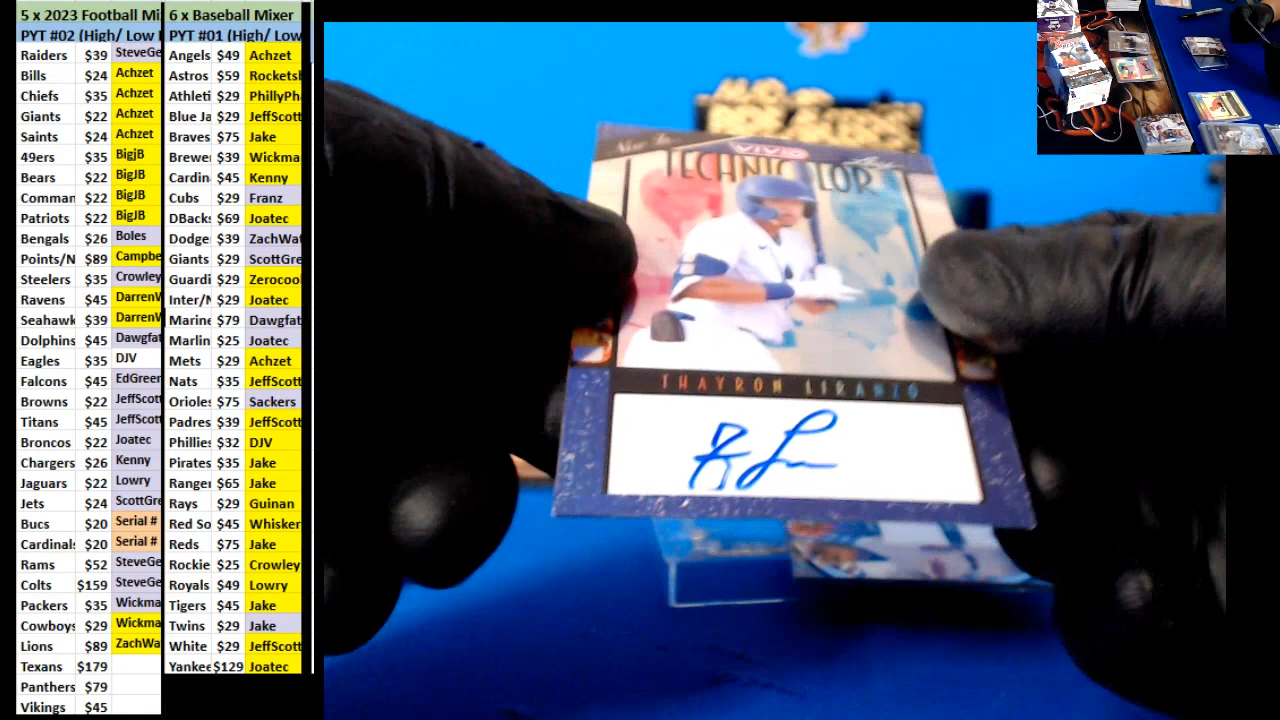 5 x 2023 Football Mi
PYT #02 (High/ Low
Raiders $39 SteveGe
Bills $24 Achzet
Chiefs $35 Achzet
Giants $22 Achzet
Saints $24 Achzet
49ers $35 BigjB
Bears $22 BigJB
Comman $22 BigJB
Patriots $22 BigJB
Bengals $26 Boles
Points/N $89 Campbe
Steelers $35 Crowley
Ravens $45 DarrenW
Seahawk $39 DarrenW
Dolphins $45 Dawgfat
Eagles $35 DJV
Falcons $45 EdGreer
Browns $22 JeffScott
Titans $45 JeffScott
Broncos $22 Joatec
Chargers $26 Kenny
Jaguars $22 Lowry
Jets $24 ScottGre
Bucs $20 Serial #
Cardinals $20 Serial #
Rams $52 SteveGe
Colts $159 SteveGe
Packers $35 Wickma
Cowboys $29 Wickma
Lions $89 ZachWa
Texans $179
Panthers $79
Vikings $45
6 x Baseball Mixer
PYT #01 (High/ Low
Angels $49 Achzet
Astros $59 Rocketsh
Athleti $29 PhillyPh
Blue Ja $29 JeffScott
Braves $75 Jake
Brewe $39 Wickma
Cardin $45 Kenny
Cubs $29 Franz
DBacks $69 Joatec
Dodge $39 ZachWat
Giants $29 ScottGre
Guardi $29 Zerocool
Inter/N $29 Joatec
Marine $79 Dawgfat
Marlin $25 Joatec
Mets $29 Achzet
Nats $35 JeffScott
Orioles $75 Sackers
Padres $39 JeffScott
Phillies $32 DJV
Pirates $35 Jake
Ranger $65 Jake
Rays $29 Guinan
Red So $45 Whisker
Reds $75 Jake
Rockie $25 Crowley
Royals $49 Lowry
Tigers $45 Jake
Twins $29 Jake
White $29 JeffScott
Yankee $129 Joatec
VIVID
TECHNICOLOR
Leaf
THAYRON LIRANZO